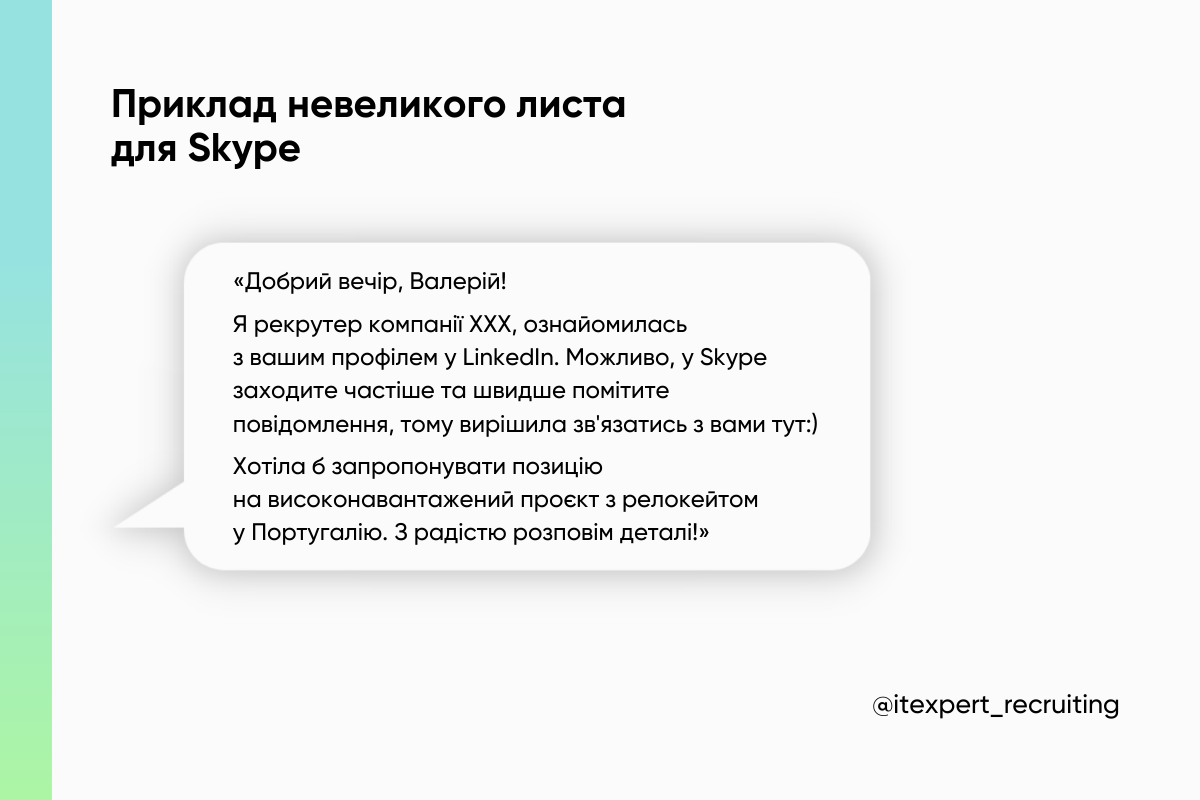 Приклад невеликого листа
для Skype
«Добрий вечір, Валерій!
Я рекрутер компанії XXX, ознайомилась
з вашим профілем у LinkedIn. Можливо, у Skype
заходите частіше та швидше помітите
повідомлення, тому вирішила зв'язатись з вами тут:)
Хотіла б запропонувати позицію
на високонавантажений проєкт з релокейтом
у Португалію. З радістю розповім деталі!»
@itexpert_recruiting